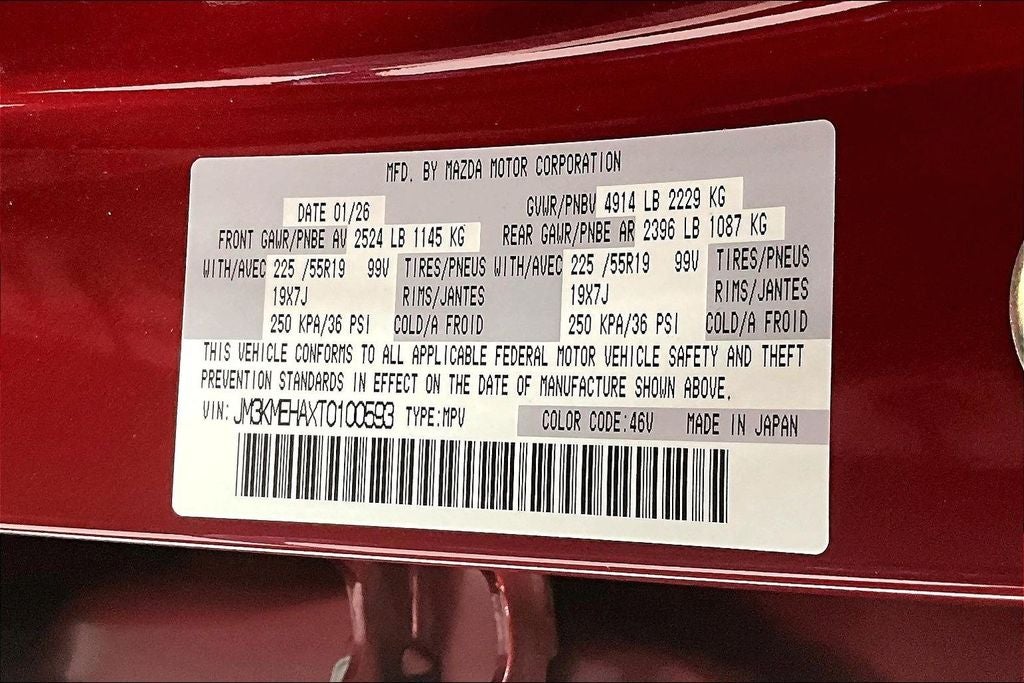 MFD. BY MAZDA MOTOR CORPORATION
DATE 01/26 GVWR/PNBV 4914 LB 2229 KG
FRONT GAWR/PNBE AV 2524 LB 1145 KG REAR GAWR/PNBE AR 2396 LB 1087 KG
WITH/AVEC 225 /55R19 99V TIRES/PNEUS WITH/AVEC 225 /55R19 99V TIRES/PNEUS
19X7J RIMS/JANTES 19X7J RIMS/JANTES
250 KPA/36 PSI COLD/A FROID 250 KPA/36 PSI COLD/A FROID
THIS VEHICLE CONFORMS TO ALL APPLICABLE FEDERAL MOTOR VEHICLE SAFETY AND THEFT
PREVENTION STANDARDS IN EFFECT ON THE DATE OF MANUFACTURE SHOWN ABOVE.
VIN: JM3KMEHAXT0100593 TYPE:MPV COLOR CODE:46V MADE IN JAPAN